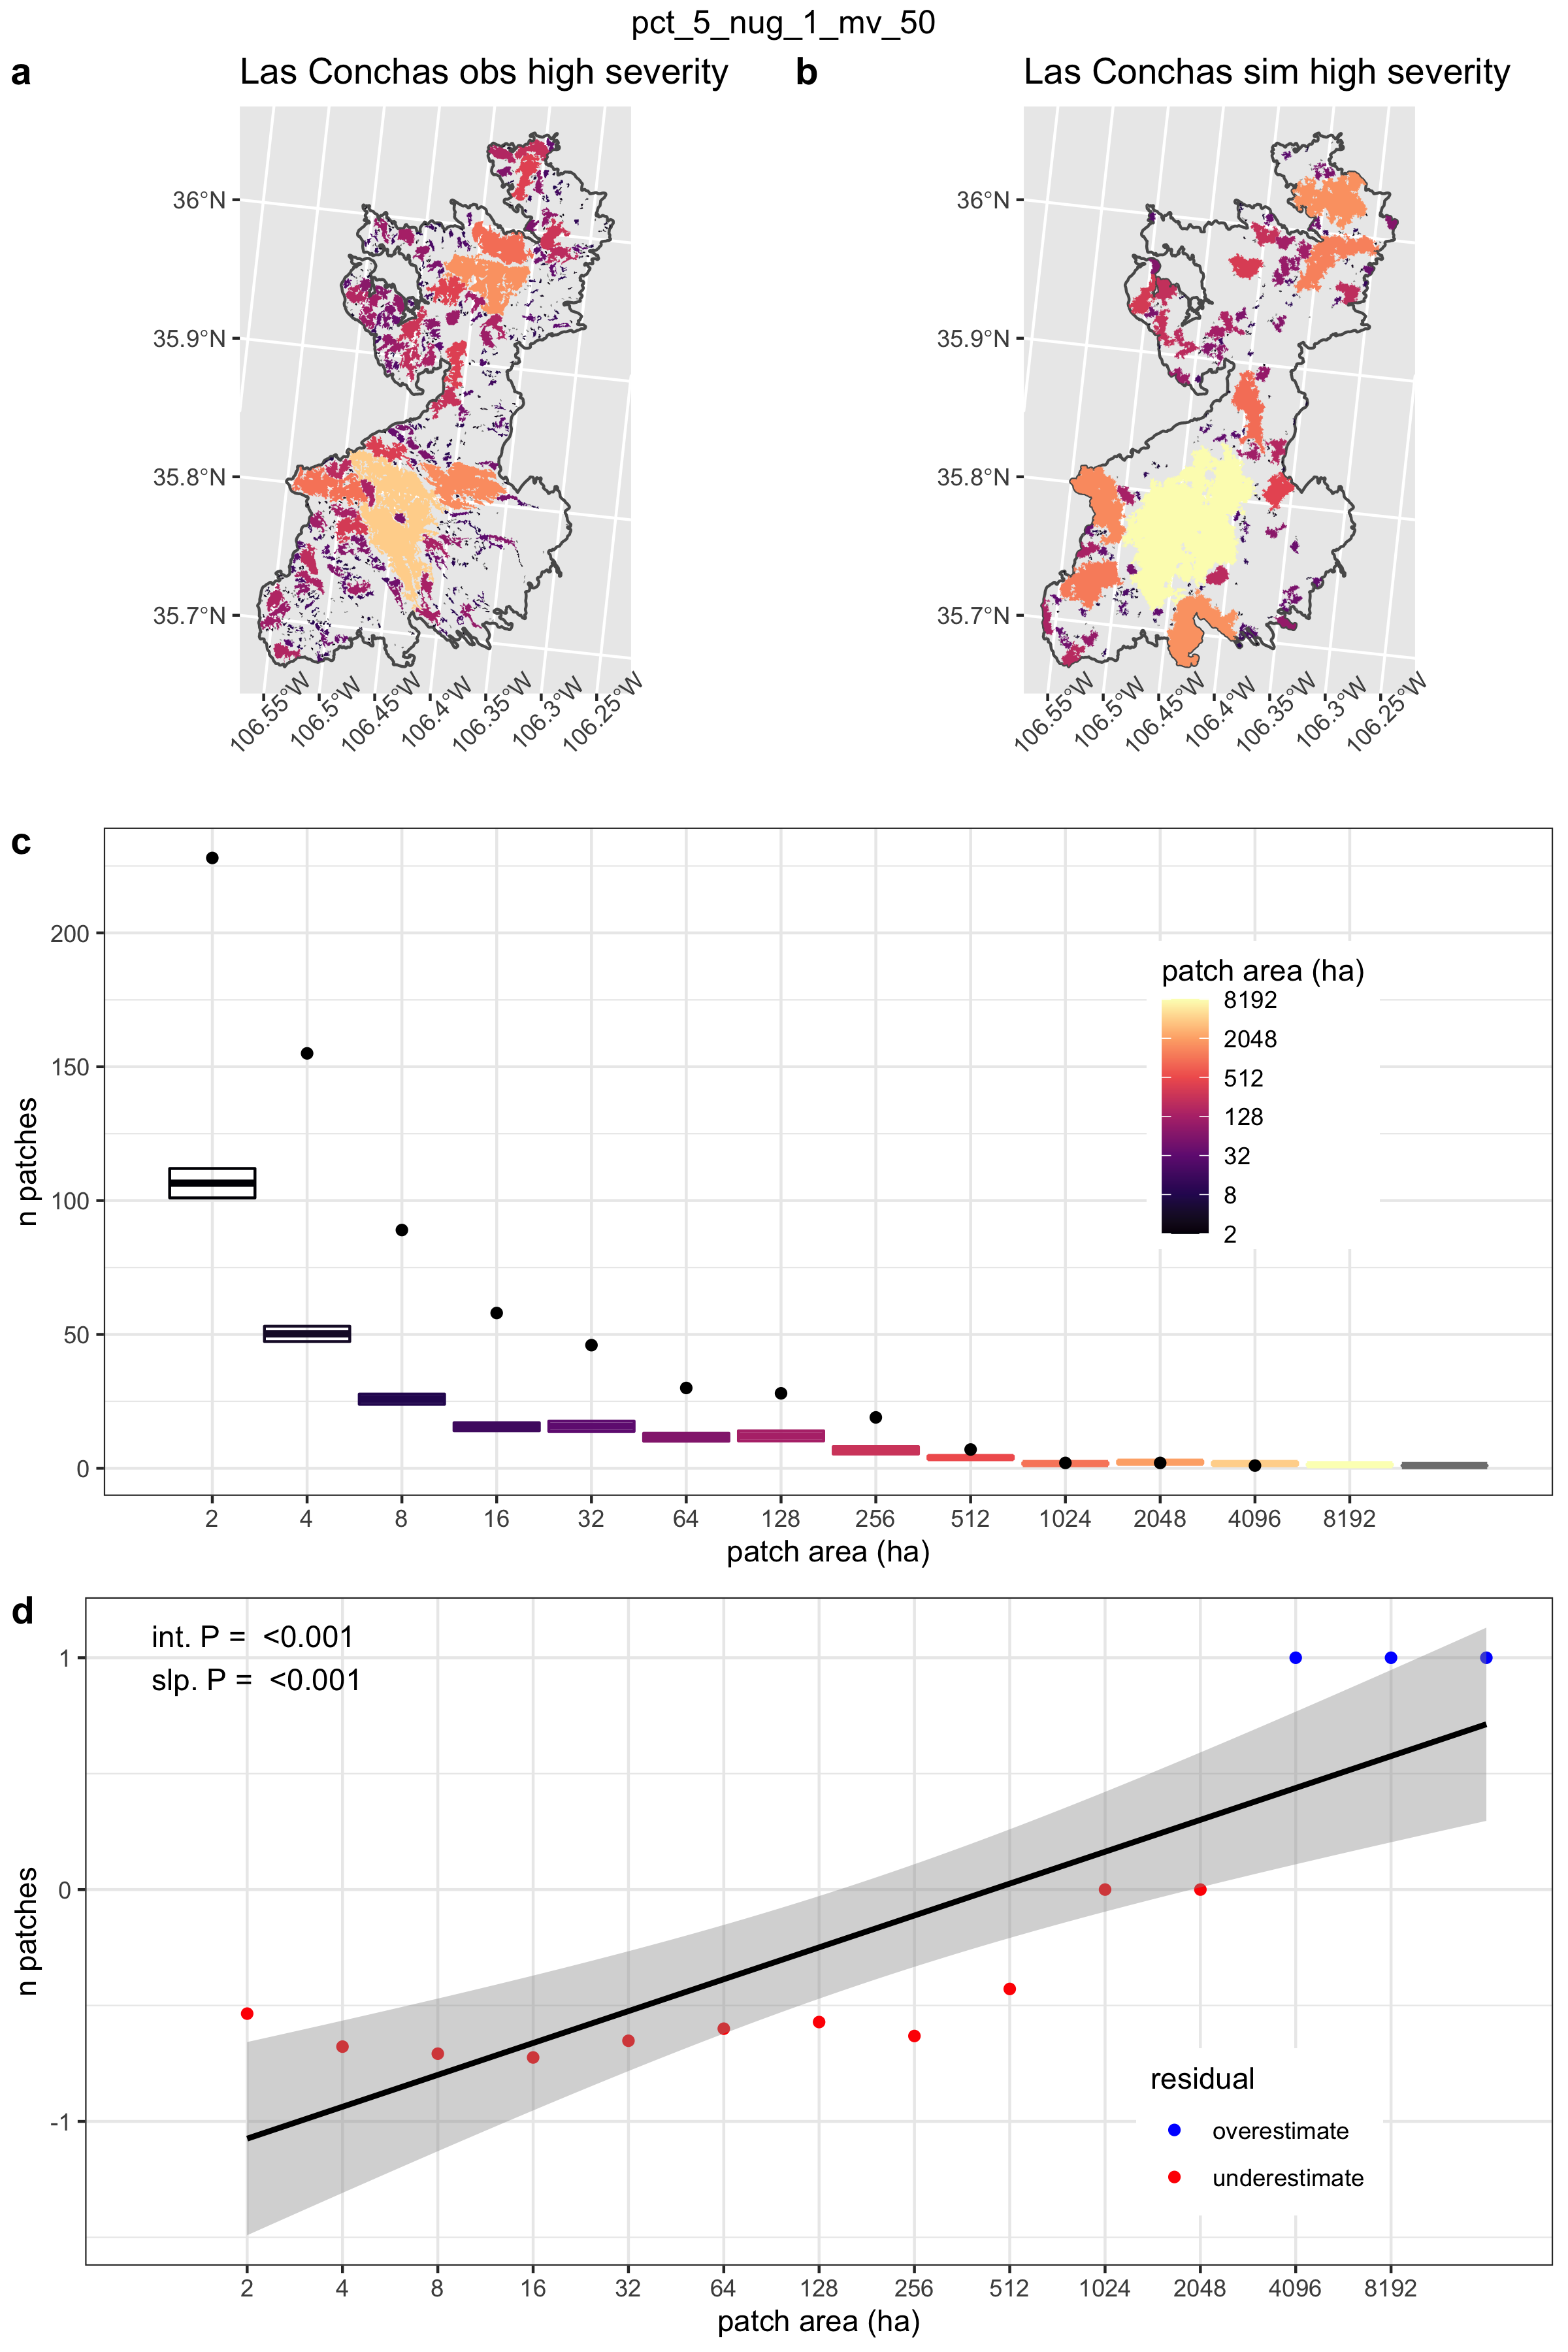 pct_5_nug_1_mv_50
a
Las Conchas obs high severity
b
Las Conchas sim high severity
36°N
35.9°N
35.8°N
35.7°N
106.55°W
106.5°W
106.45°W
106.4°W
106.35°W
106.3°W
106.25°W
36°N
35.9°N
35.8°N
35.7°N
106.55°W
106.5°W
106.45°W
106.4°W
106.35°W
106.3°W
106.25°W
c
n patches
200
150
100
50
0
patch area (ha)
8192
2048
512
128
32
8
2
2 4 8 16 32 64 128 256 512 1024 2048 4096 8192
patch area (ha)
d
int. P = <0.001
slp. P = <0.001
n patches
1
0
-1
residual
overestimate
underestimate
2 4 8 16 32 64 128 256 512 1024 2048 4096 8192
patch area (ha)